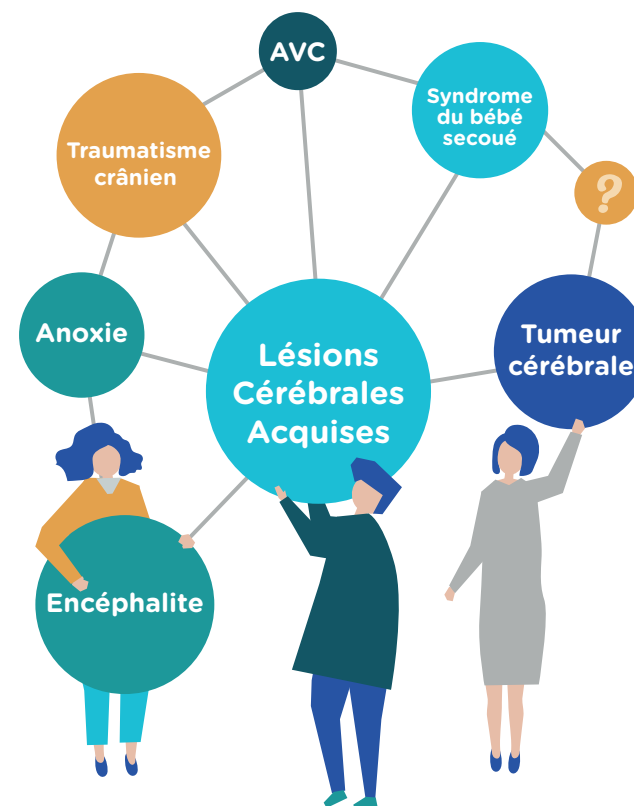 AVC
Syndrome
du bébé
secoué
Traumatisme
crânien
?
Anoxie
Tumeur
cérébrale
Lésions
Cérébrales
Acquises
Encéphalite